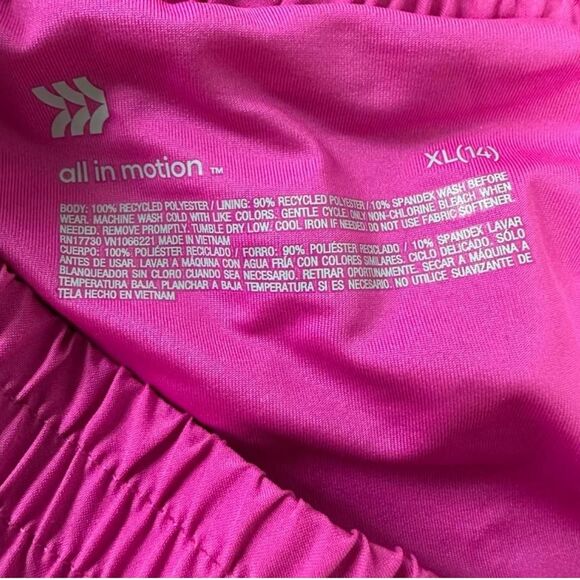 all in motion ™
XL(14)
BODY: 100% RECYCLED POLYESTER / LINING: 90% RECYCLED POLYESTER / 10% SPANDEX WASH BEFORE
WEAR. MACHINE WASH COLD WITH LIKE COLORS. GENTLE CYCLE ONLY NON-CHLORINE BLEACH WHEN
NEEDED. REMOVE PROMPTLY. TUMBLE DRY LOW. COOL IRON IF NEEDED. DO NOT USE FABRIC SOFTENER.
RN17730 VN1066221 MADE IN VIETNAM
CUERPO: 100% POLIÉSTER RECICLADO / FORRO: 90% POLIÉSTER RECICLADO / 10% SPANDEX LAVAR
ANTES DE USAR. LAVAR A MÁQUINA CON AGUA FRÍA CON COLORES SIMILARES. CICLO DELICADO. SÓLO
BLANQUEADOR SIN CLORO CUANDO SEA NECESARIO. RETIRAR OPORTUNAMENTE. SECAR A MÁQUINA A
TEMPERATURA BAJA. PLANCHAR A BAJA TEMPERATURA SI ES NECESARIO. NO UTILICE SUAVIZANTE DE
TELA HECHO EN VIETNAM